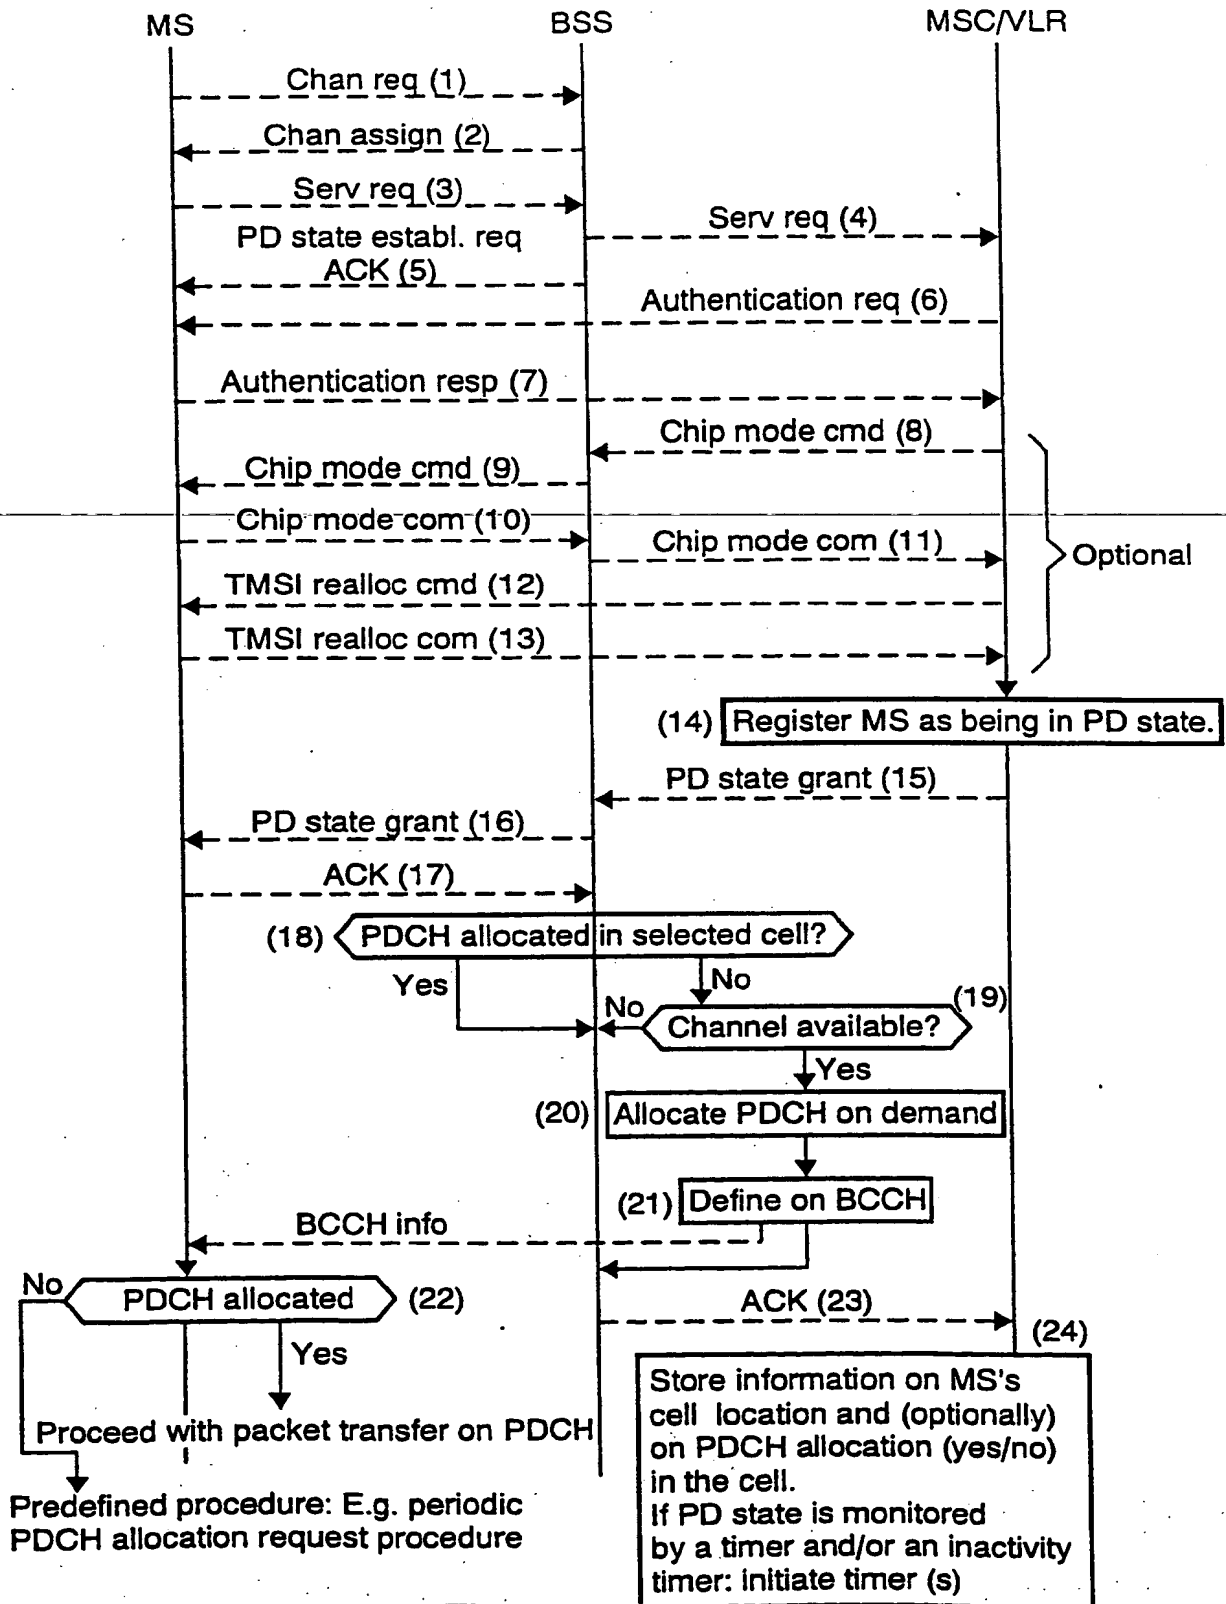 MS
BSS
MSC/VLR
Chan req (1)
Chan assign (2)
Serv req (3)
Serv req (4)
PD state establ. req
ACK (5)
Authentication req (6)
Authentication resp (7)
Chip mode cmd (8)
Chip mode cmd (9)
Chip mode com (10)
Chip mode com (11)
Optional
TMSI realloc cmd (12)
TMSI realloc com (13)
(14) Register MS as being in PD state.
PD state grant (15)
PD state grant (16)
ACK (17)
(18) PDCH allocated in selected cell?
Yes
No
(19)
No
Channel available?
Yes
(20) Allocate PDCH on demand
(21) Define on BCCH
BCCH info
No
PDCH allocated (22)
ACK (23)
(24)
Yes
Store information on MS's
cell location and (optionally)
on PDCH allocation (yes/no)
in the cell.
If PD state is monitored
by a timer and/or an inactivity
timer: initiate timer (s)
Proceed with packet transfer on PDCH
Predefined procedure: E.g. periodic
PDCH allocation request procedure